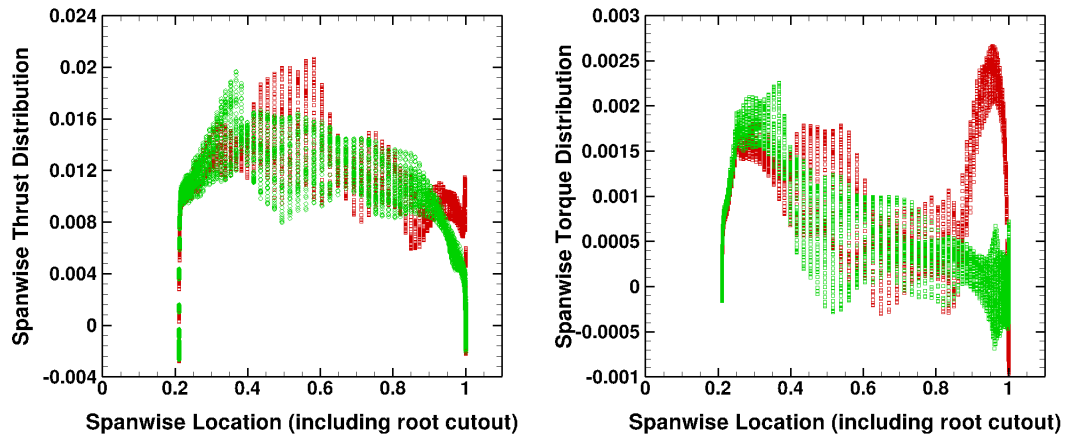 0.024
0.02
0.016
0.012
0.008
0.004
0
-0.004
Spanwise Thrust Distribution
0 0.2 0.4 0.6 0.8 1
Spanwise Location (including root cutout)
0.003
0.0025
0.002
0.0015
0.001
0.0005
0
-0.0005
-0.001
Spanwise Torque Distribution
0 0.2 0.4 0.6 0.8 1
Spanwise Location (including root cutout)